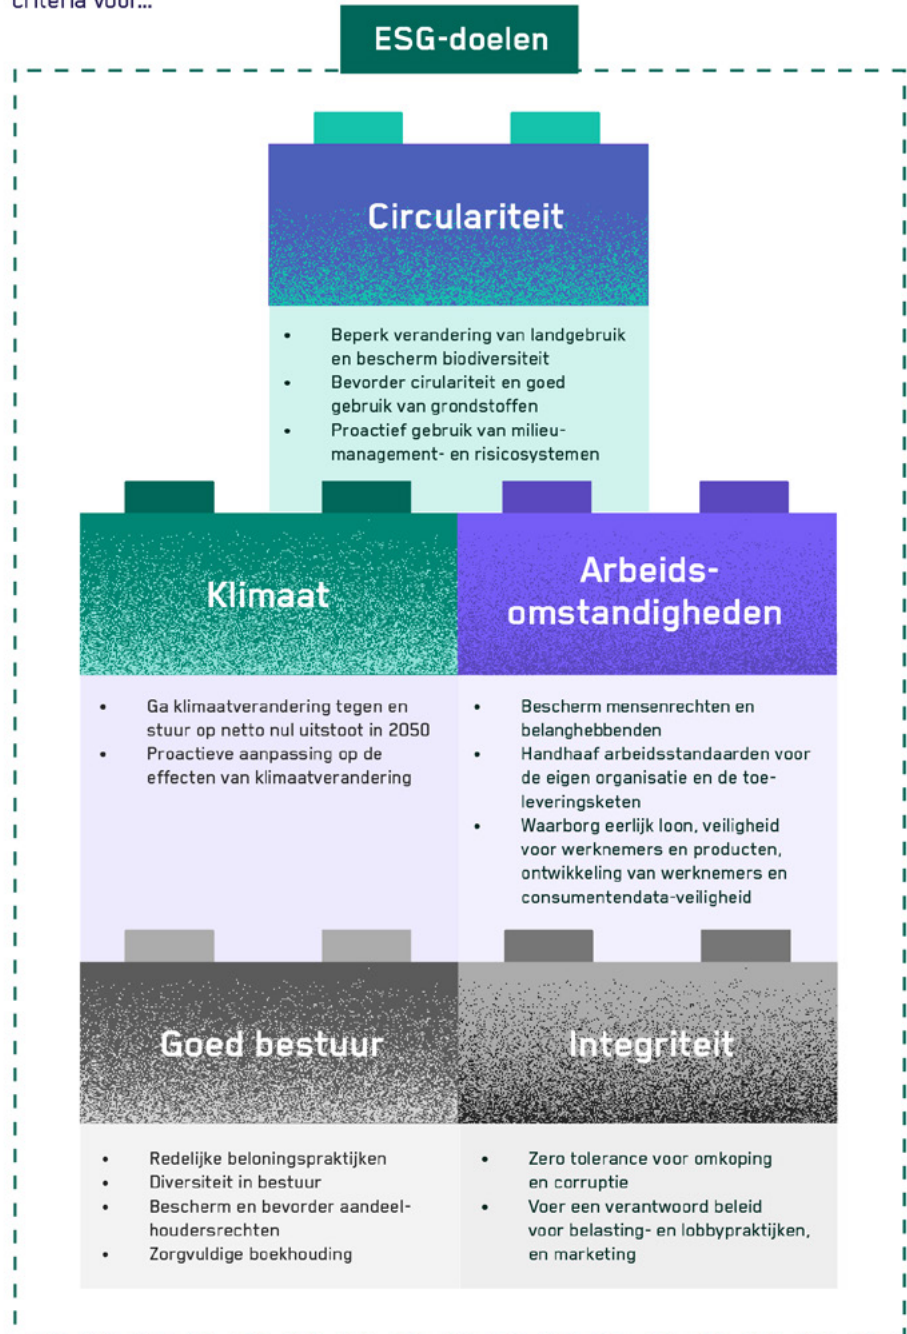 criteria voor...
ESG-doelen
Circulariteit
• Beperk verandering van landgebruik
en bescherm biodiversiteit
• Bevorder cirulariteit en goed
gebruik van grondstoffen
• Proactief gebruik van milieu-
management- en risicosystemen
Klimaat
• Ga klimaatverandering tegen en
stuur op netto nul uitstoot in 2050
• Proactieve aanpassing op de
effecten van klimaatverandering
Arbeids-
omstandigheden
• Bescherm mensenrechten en
belanghebbenden
• Handhaaf arbeidsstandaarden voor
de eigen organisatie en de toe-
leveringsketen
• Waarborg eerlijk loon, veiligheid
voor werknemers en producten,
ontwikkeling van werknemers en
consumentendata-veiligheid
Goed bestuur
• Redelijke beloningspraktijken
• Diversiteit in bestuur
• Bescherm en bevorder aandeel-
houdersrechten
• Zorgvuldige boekhouding
Integriteit
• Zero tolerance voor omkoping
en corruptie
• Voer een verantwoord beleid
voor belasting- en lobbypraktijken,
en marketing